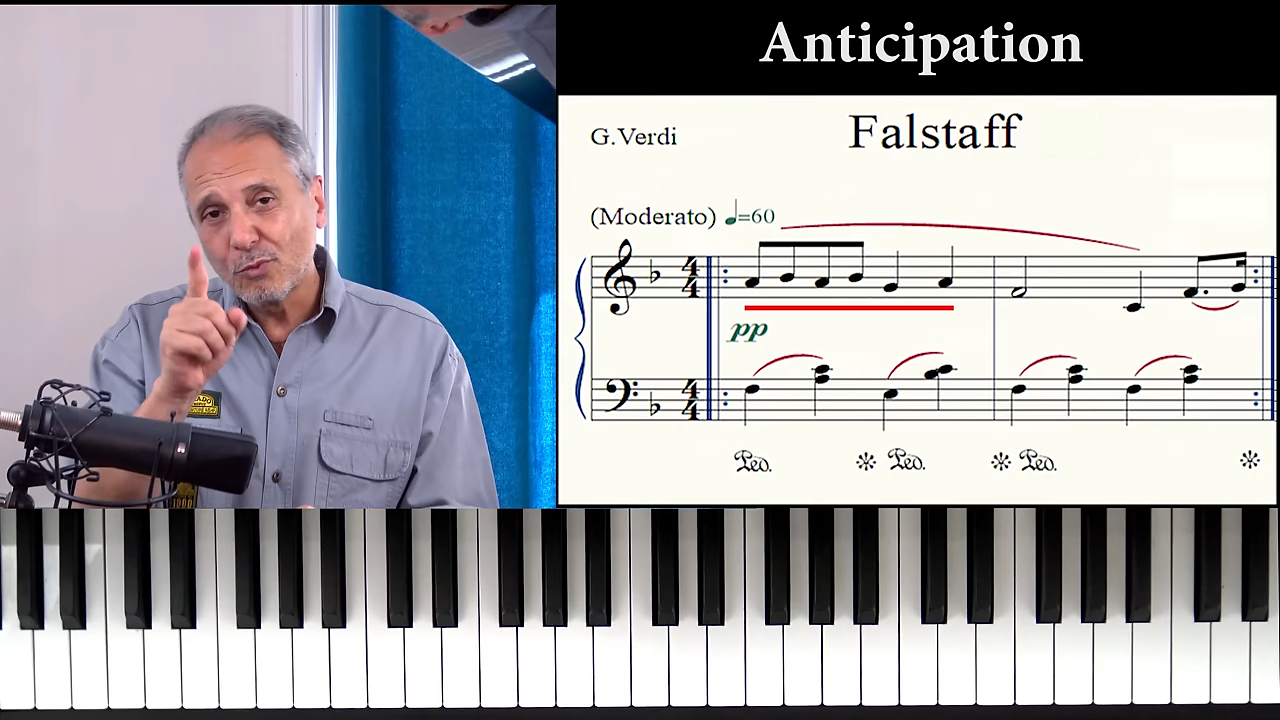 Anticipation
Falstaff
G.Verdi
(Moderato) ♩=60
pp
Ped. * Ped. * Ped. *